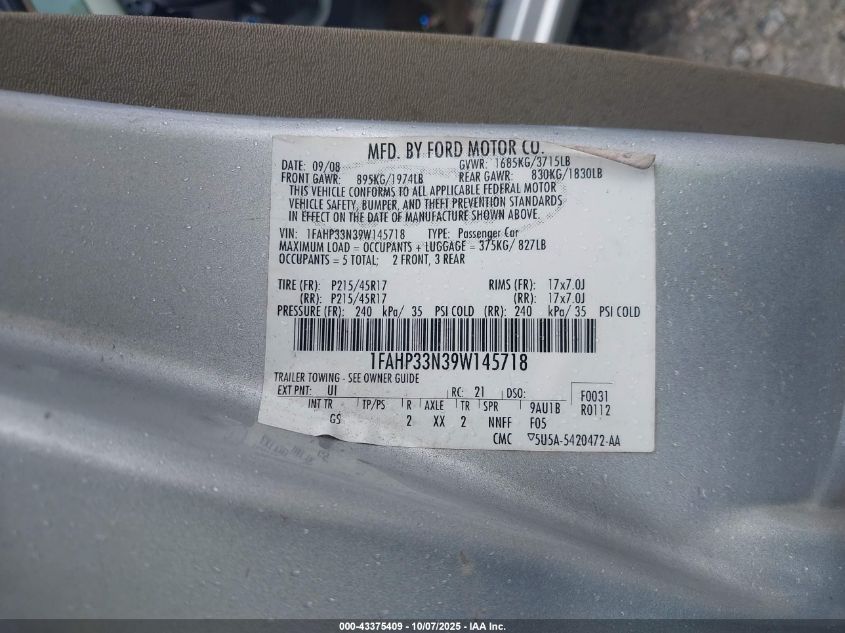 MFD. BY FORD MOTOR CO.
DATE: 09/08 GVWR: 1685KG/3715LB
FRONT GAWR: 895KG/1974LB REAR GAWR: 830KG/1830LB
THIS VEHICLE CONFORMS TO ALL APPLICABLE FEDERAL MOTOR
VEHICLE SAFETY, BUMPER, AND THEFT PREVENTION STANDARDS
IN EFFECT ON THE DATE OF MANUFACTURE SHOWN ABOVE.
VIN: 1FAHP33N39W145718 TYPE: Passenger Car
MAXIMUM LOAD = OCCUPANTS + LUGGAGE = 375KG/ 827LB
OCCUPANTS = 5 TOTAL; 2 FRONT, 3 REAR
TIRE (FR): P215/45R17 RIMS (FR): 17x7.0J
(RR): P215/45R17 (RR): 17x7.0J
PRESSURE (FR): 240 kPa/ 35 PSI COLD (RR): 240 kPa/ 35 PSI COLD
1FAHP33N39W145718
TRAILER TOWING - SEE OWNER GUIDE
EXT PNT: UI RC: 21 DSO: F0031
INT TR TP/PS R AXLE TR SPR 9AU1B R0112
GS 2 XX 2 NNFF F05
CMC ▽5U5A-5420472-AA
000-43375409 - 10/07/2025 - IAA Inc.